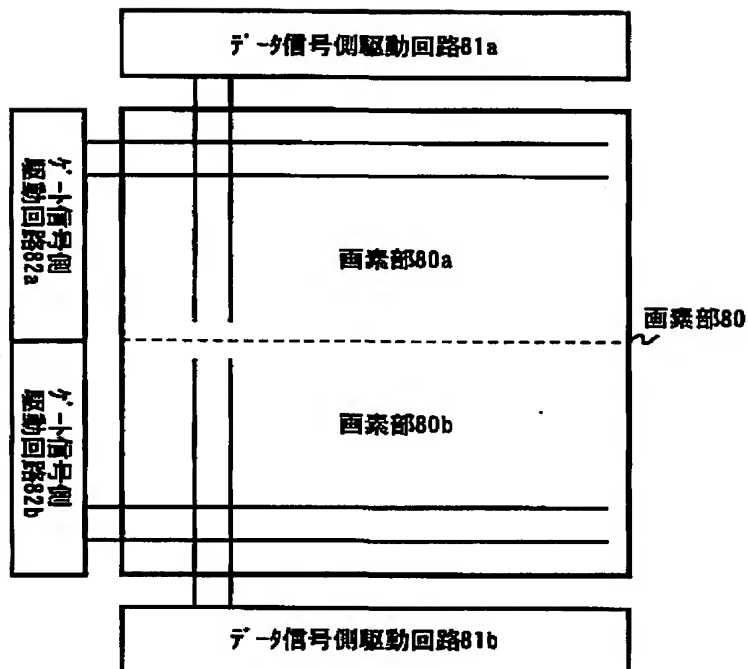 データ信号側駆動回路81a
ゲート信号側
駆動回路82a
画素部80a
画素部80
ゲート信号側
駆動回路82b
画素部80b
データ信号側駆動回路81b